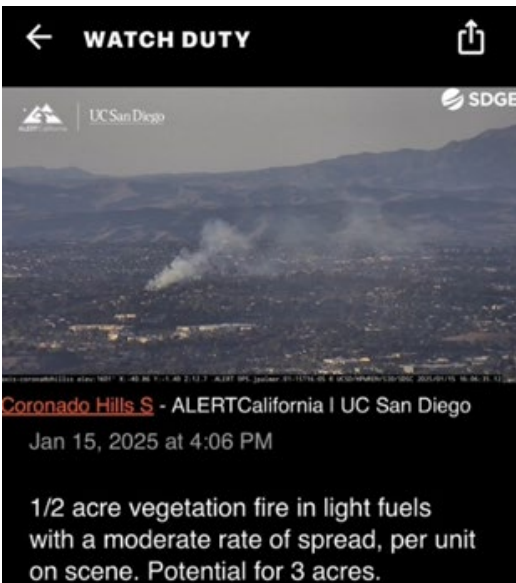 WATCH DUTY
ALERTCalifornia
UC San Diego
SDGE
Coronado Hills S - ALERTCalifornia | UC San Diego
Jan 15, 2025 at 4:06 PM
1/2 acre vegetation fire in light fuels
with a moderate rate of spread, per unit
on scene. Potential for 3 acres.